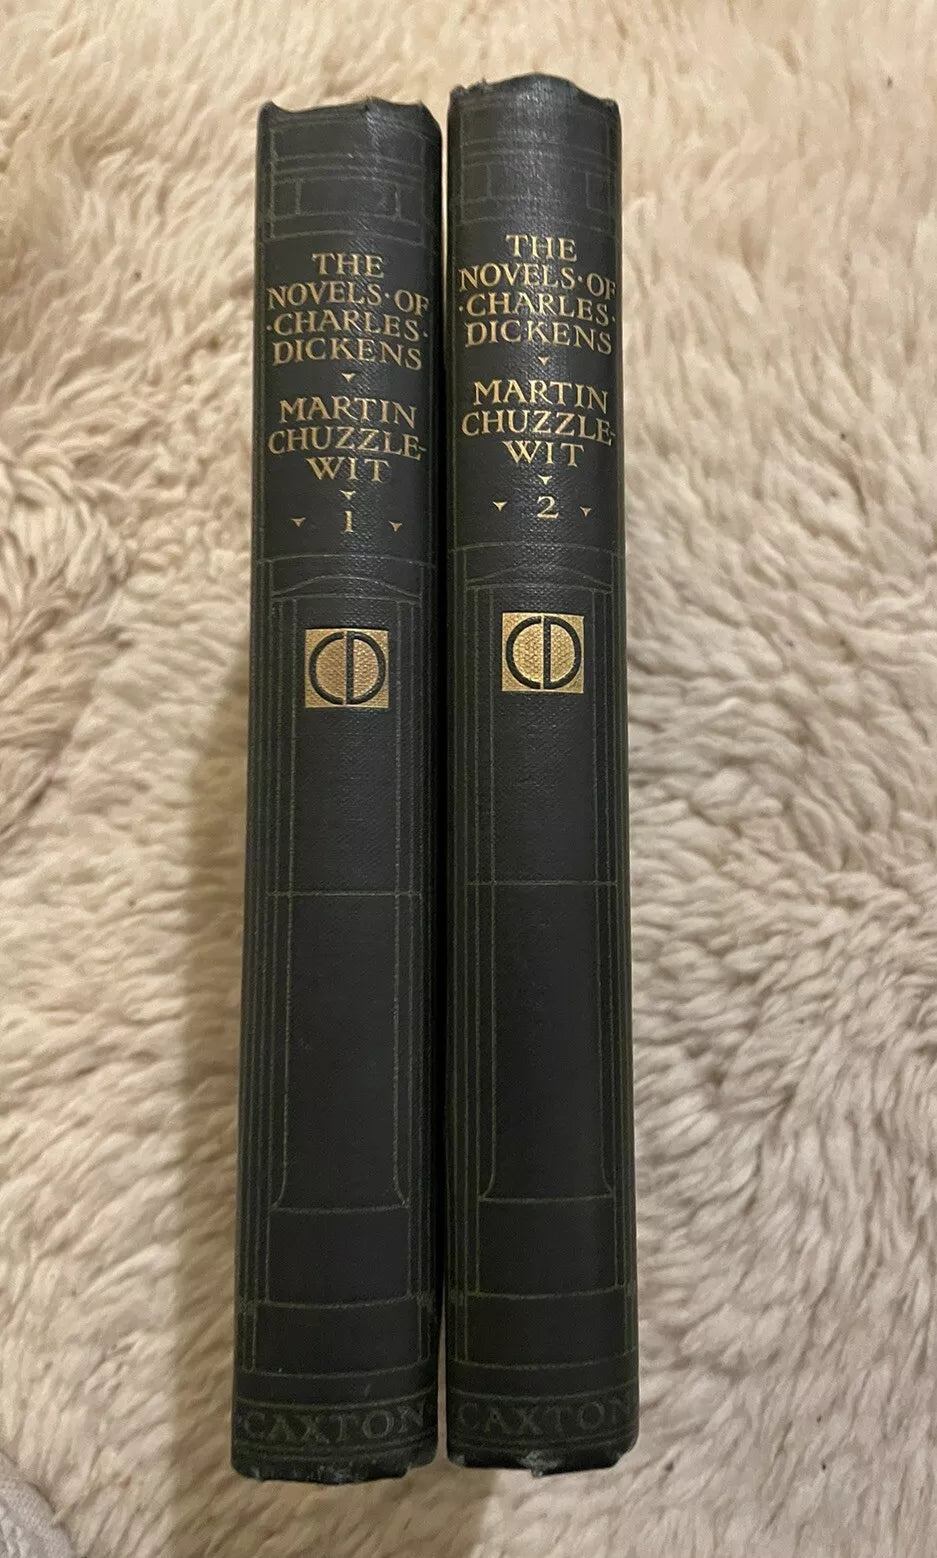 THE
NOVELS·OF
·CHARLES·
DICKENS
MARTIN
CHUZZLE-
WIT
1
CD
CAXTON
THE
NOVELS·OF
·CHARLES·
DICKENS
MARTIN
CHUZZLE-
WIT
2
CD
CAXTON